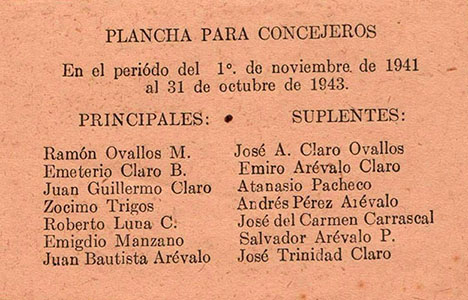 PLANCHA PARA CONCEJEROS
En el periódo del 1º. de noviembre de 1941
al 31 de octubre de 1943.
PRINCIPALES: • SUPLENTES:
Ramón Ovallos M. José A. Claro Ovallos
Emeterio Claro B. Emiro Arévalo Claro
Juan Guillermo Claro Atanasio Pacheco
Zocimo Trigos Andrés Pérez Arévalo
Roberto Luna C. José del Carmen Carrascal
Emigdio Manzano Salvador Arévalo P.
Juan Bautista Arévalo José Trinidad Claro